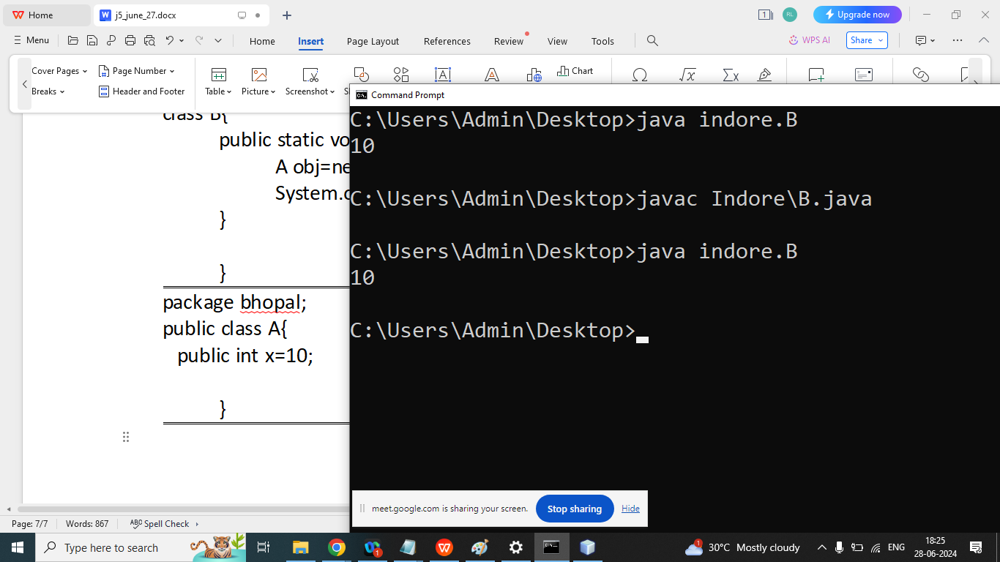 Home
j5_june_27.docx
1
RL
Upgrade now
Menu
Home
Insert
Page Layout
References
Review
View
Tools
WPS AI
Share
Cover Pages
Page Number
Chart
Breaks
Header and Footer
Table
Picture
Screenshot
Command Prompt
class B{
public static vo
A obj=ne
System.o
}
}
package bhopal;
public class A{
public int x=10;
}
C:\Users\Admin\Desktop>java indore.B
10
C:\Users\Admin\Desktop>javac Indore\B.java
C:\Users\Admin\Desktop>java indore.B
10
C:\Users\Admin\Desktop>
meet.google.com is sharing your screen.
Stop sharing
Hide
Page: 7/7
Words: 867
ABC Spell Check
Type here to search
1
1
30°C Mostly cloudy
ENG
18:25
28-06-2024